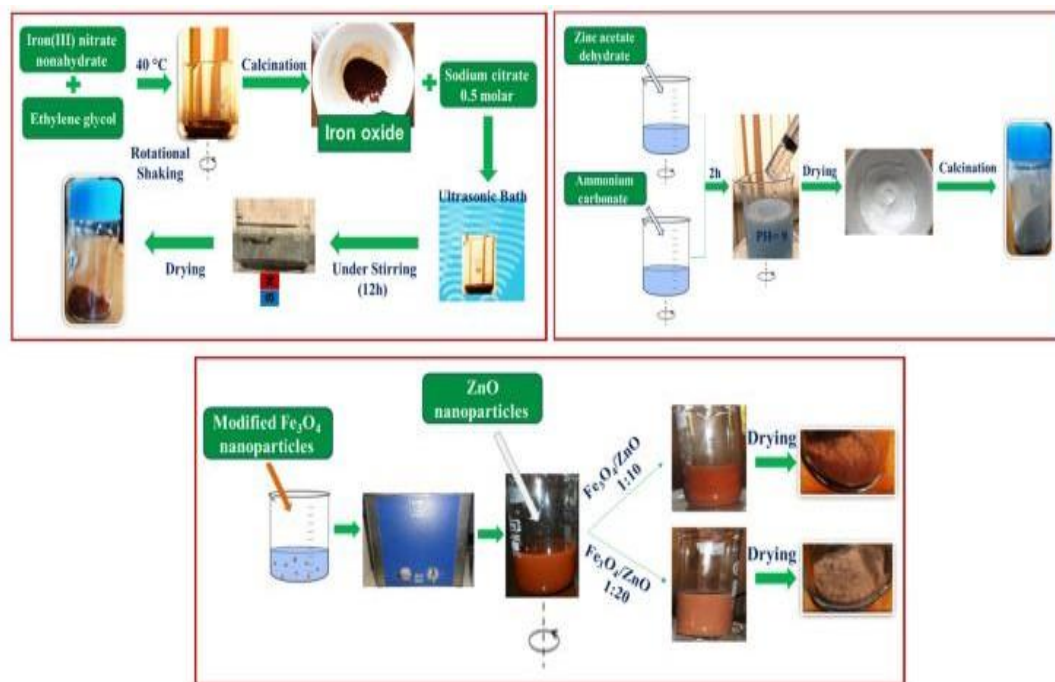 Iron(III) nitrate
nonahydrate
Ethylene glycol
40 °C
Rotational
Shaking
Calcination
Iron oxide
Sodium citrate
0.5 molar
Ultrasonic Bath
Under Stirring
(12h)
Drying
Zinc acetate
dehydrate
Ammonium
carbonate
2h
PH= 9
Drying
Calcination
Modified Fe₃O₄
nanoparticles
ZnO
nanoparticles
Fe₃O₄/ZnO
1:10
Drying
Fe₃O₄/ZnO
1:20
Drying